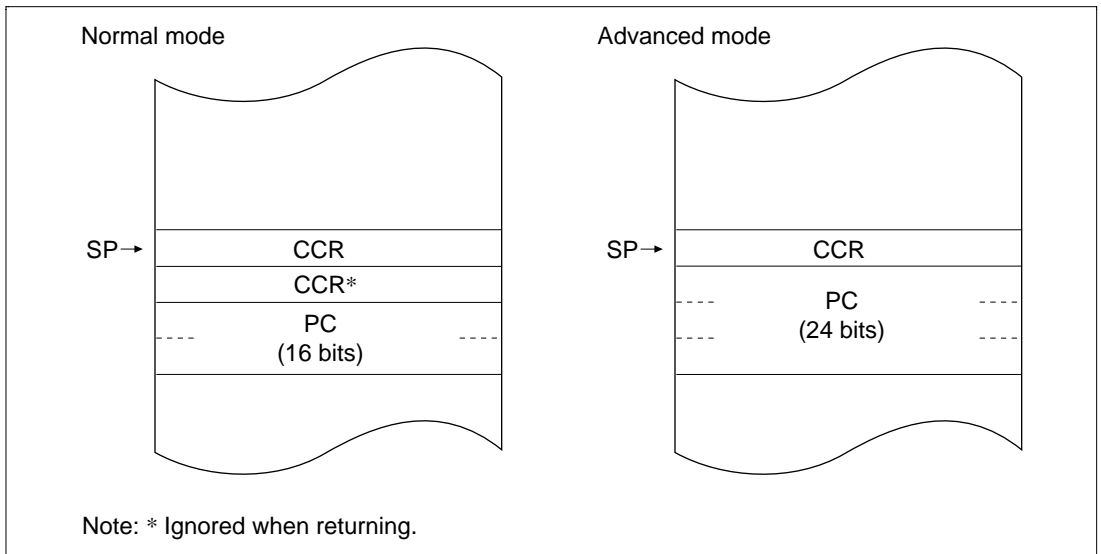 Normal mode
SP→
CCR
CCR*
PC
(16 bits)
Advanced mode
SP→
CCR
PC
(24 bits)
Note: * Ignored when returning.